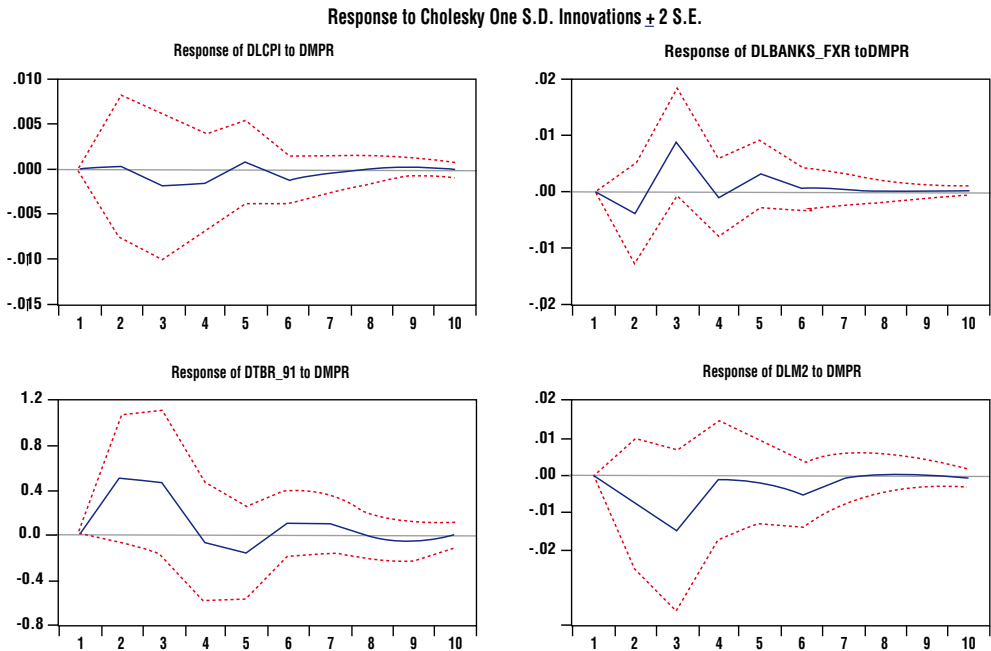 Response to Cholesky One S.D. Innovations ± 2 S.E.
Response of DLCPI to DMPR
.010
.005
.000
-.005
-.010
-.015
1 2 3 4 5 6 7 8 9 10
Response of DLBANKS_FXR toDMPR
.02
.01
.00
-.01
-.02
1 2 3 4 5 6 7 8 9 10
Response of DTBR_91 to DMPR
1.2
0.8
0.4
0.0
-0.4
-0.8
1 2 3 4 5 6 7 8 9 10
Response of DLM2 to DMPR
.02
.01
.00
-.01
-.02
1 2 3 4 5 6 7 8 9 10